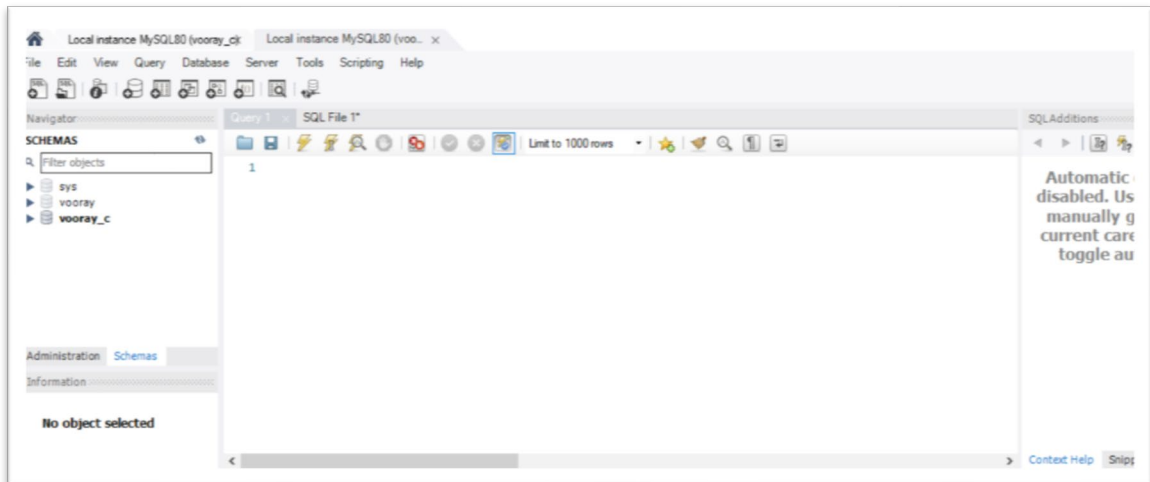 Local instance MySQL80 (vooray_c) Local instance MySQL80 (voo.. ×
File Edit View Query Database Server Tools Scripting Help
Navigator
Query 1 × SQL File 1*
SQLAdditions
SCHEMAS
Limit to 1000 rows
Filter objects
1
sys
vooray
vooray_c
Automatic
disabled. Us
manually g
current care
toggle au
Administration Schemas
Information
No object selected
Context Help Snipp